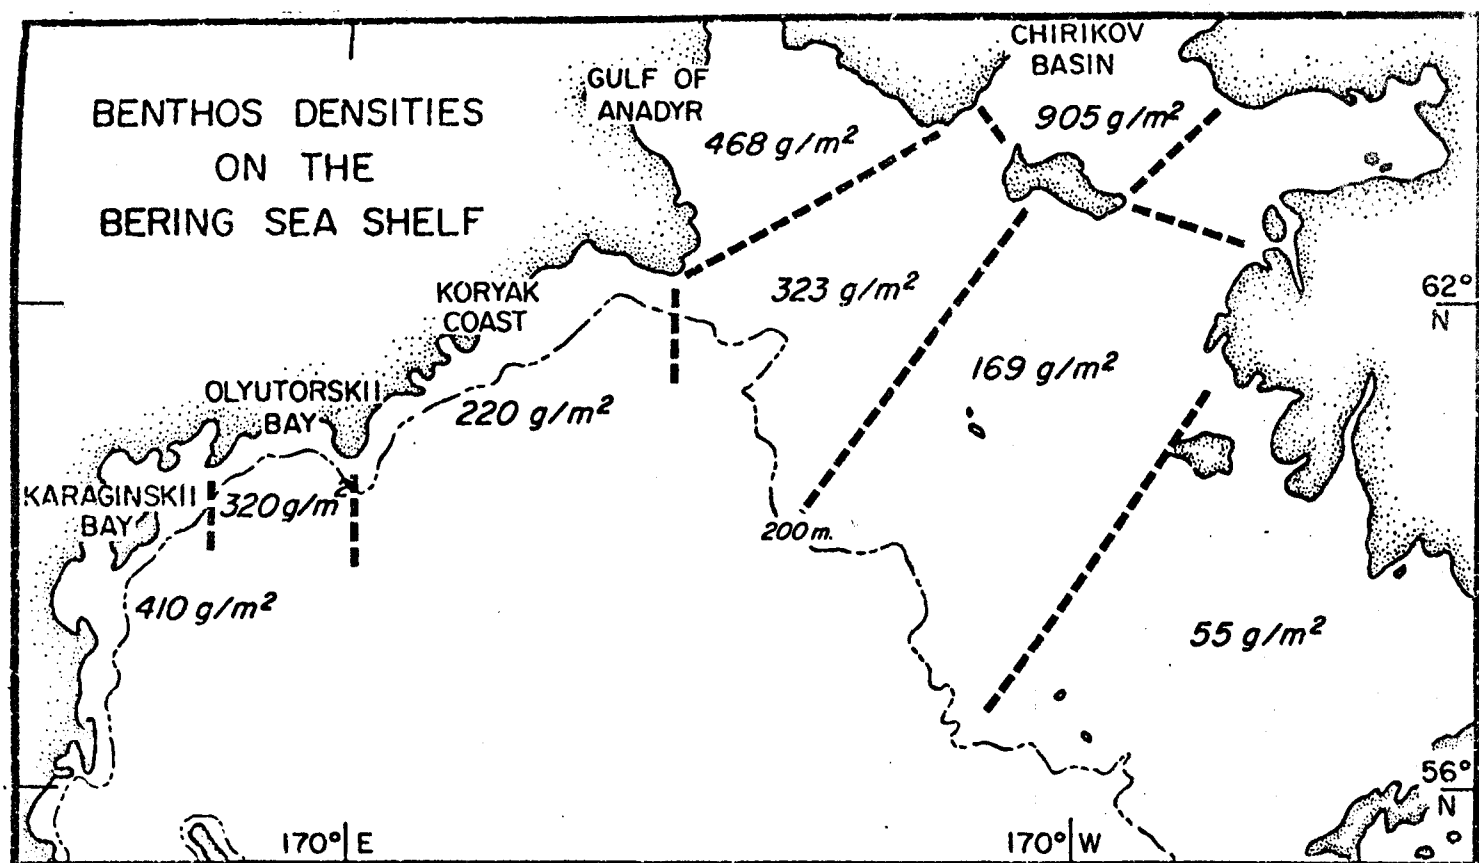 BENTHOS DENSITIES
ON THE
BERING SEA SHELF
GULF OF
ANADYR
CHIRIKOV
BASIN
468 g/m²
905 g/m²
KORYAK
COAST
323 g/m²
62°
N
OLYUTORSKII
BAY
220 g/m²
169 g/m²
KARAGINSKII
BAY
320 g/m²
200 m.
410 g/m²
55 g/m²
56°
N
170° E
170° W